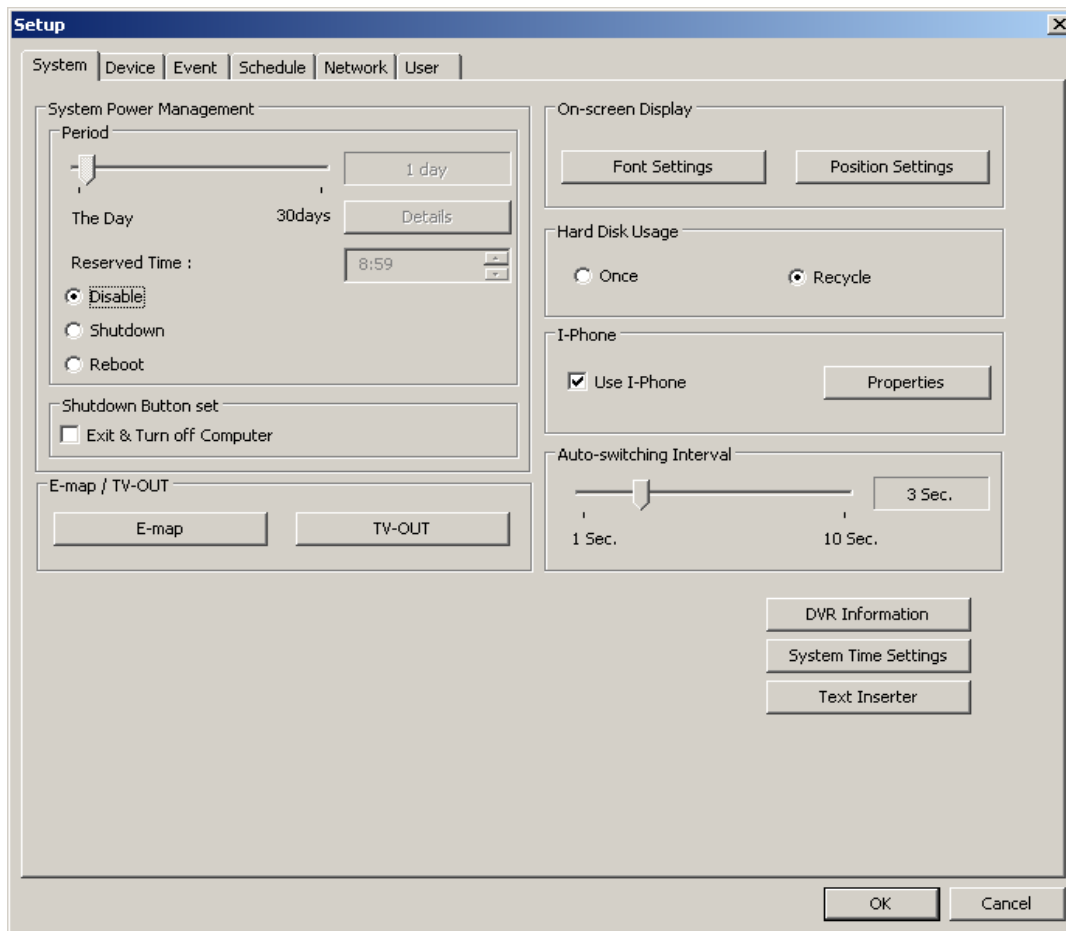 Setup
System Device Event Schedule Network User
System Power Management
Period
1 day
The Day 30days Details
Reserved Time : 8:59
Disable
Shutdown
Reboot
Shutdown Button set
Exit & Turn off Computer
E-map / TV-OUT
E-map TV-OUT
On-screen Display
Font Settings Position Settings
Hard Disk Usage
Once Recycle
I-Phone
Use I-Phone Properties
Auto-switching Interval
3 Sec.
1 Sec. 10 Sec.
DVR Information
System Time Settings
Text Inserter
OK Cancel